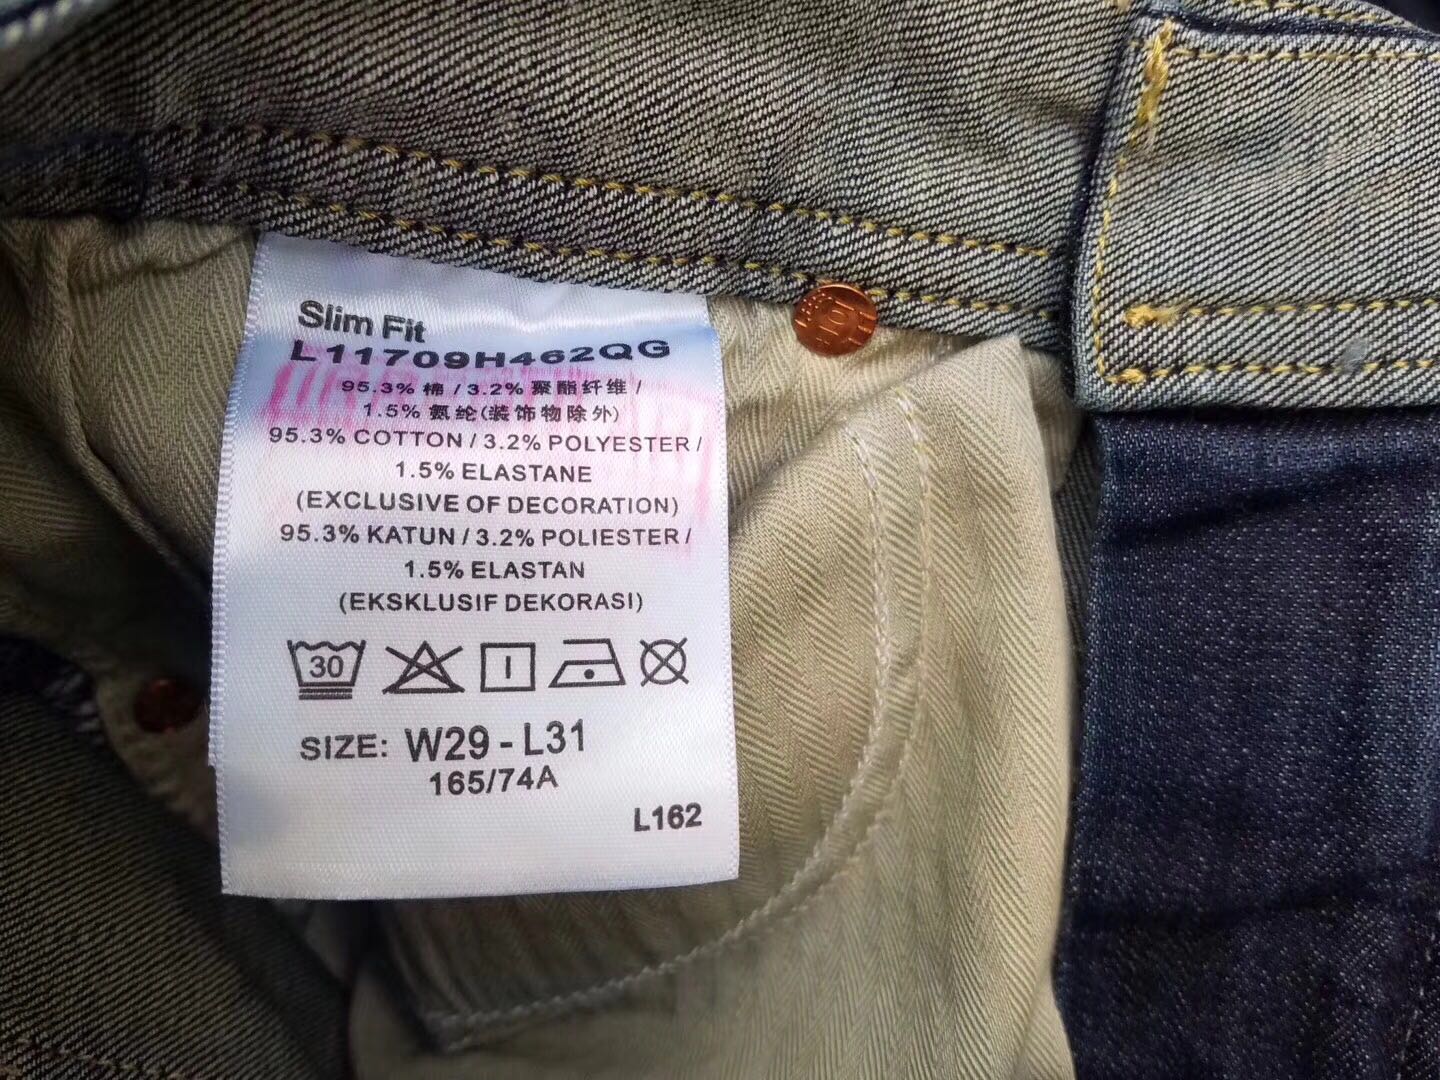 Slim Fit
L11709H462QG
95.3% 棉 / 3.2% 聚酯纤维 /
1.5% 氨纶(装饰物除外)
95.3% COTTON / 3.2% POLYESTER /
1.5% ELASTANE
(EXCLUSIVE OF DECORATION)
95.3% KATUN / 3.2% POLIESTER /
1.5% ELASTAN
(EKSKLUSIF DEKORASI)
30
SIZE: W29 - L31
165/74A
L162